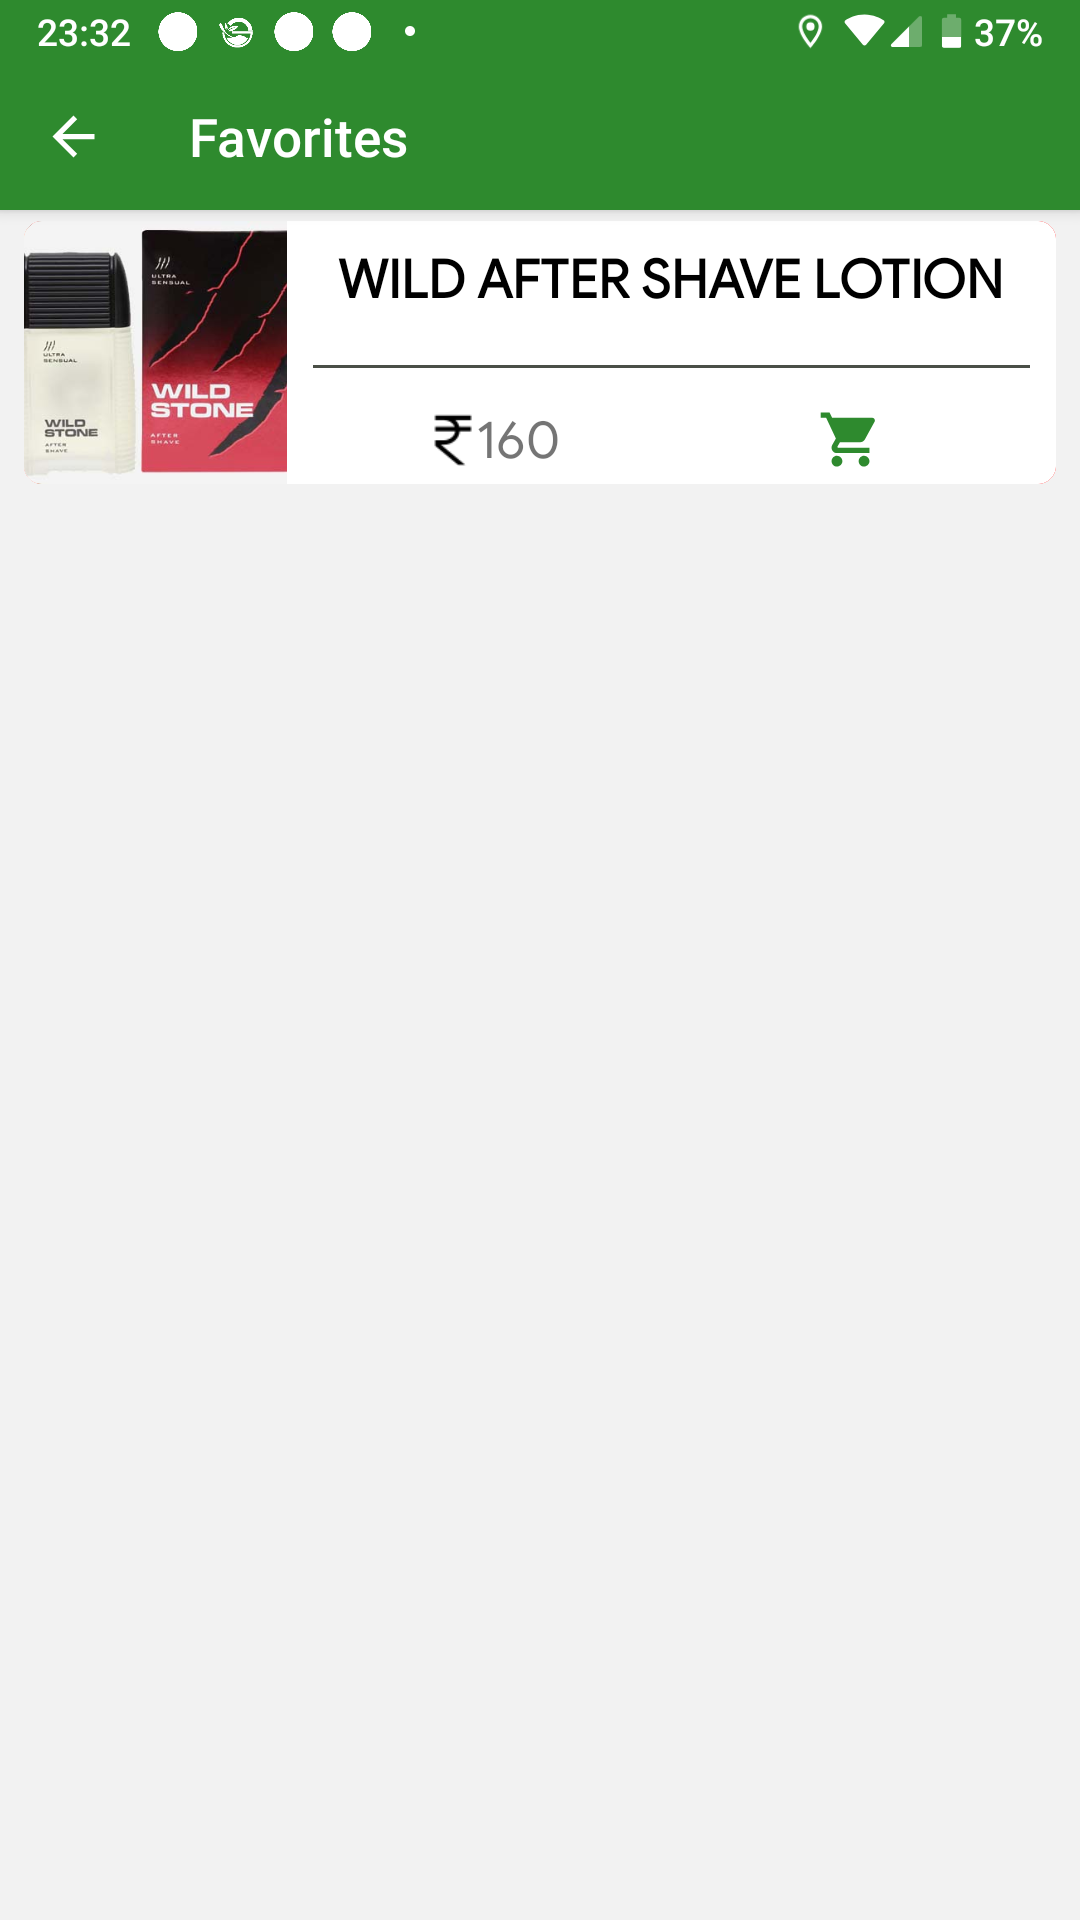 23:32
37%
Favorites
ULTRA
SENSUAL
WILD
STONE
AFTER
SHAVE
ULTRA
SENSUAL
WILD
STONE
AFTER
SHAVE
WILD AFTER SHAVE LOTION
₹160